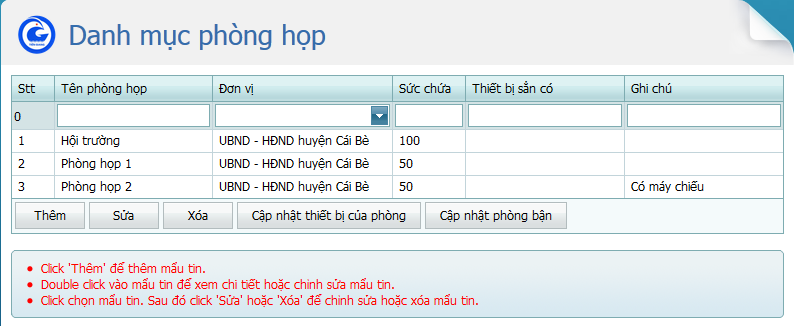 Danh mục phòng họp
Stt Tên phòng họp Đơn vị Sức chứa Thiết bị sẵn có Ghi chú
0
1 Hội trường UBND - HĐND huyện Cái Bè 100
2 Phòng họp 1 UBND - HĐND huyện Cái Bè 50
3 Phòng họp 2 UBND - HĐND huyện Cái Bè 50 Có máy chiếu
Thêm Sửa Xóa Cập nhật thiết bị của phòng Cập nhật phòng bận
Click 'Thêm' để thêm mẩu tin.
Double click vào mẩu tin để xem chi tiết hoặc chỉnh sửa mẩu tin.
Click chọn mẩu tin. Sau đó click 'Sửa' hoặc 'Xóa' để chỉnh sửa hoặc xóa mẩu tin.